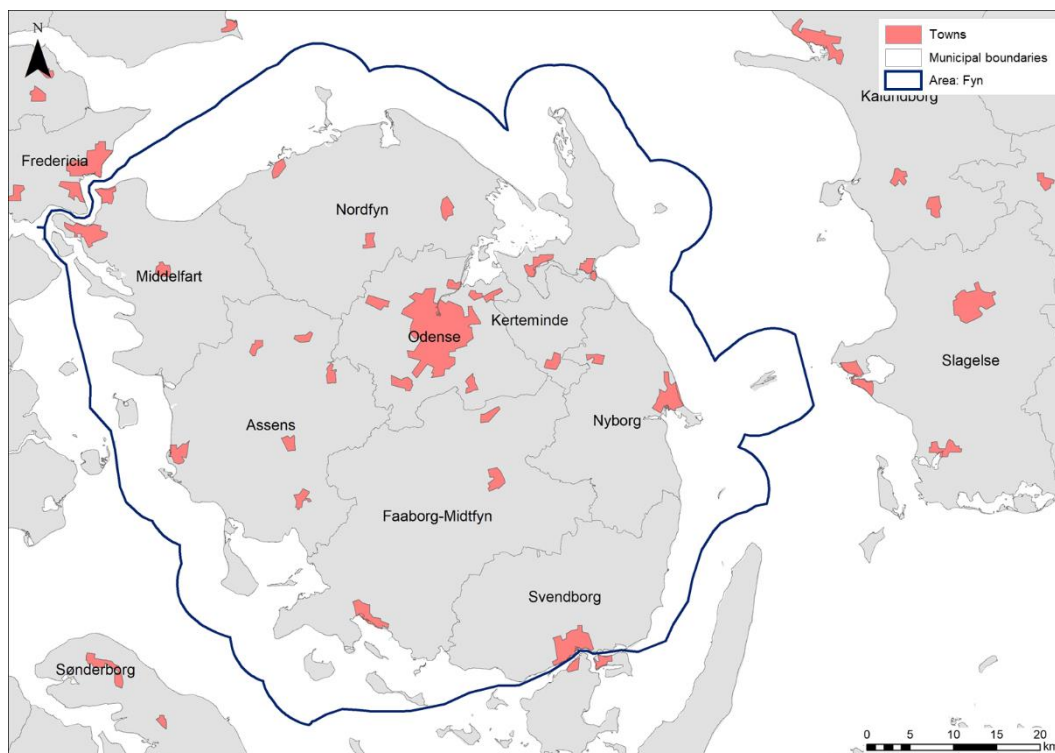 N
Towns
Municipal boundaries
Area: Fyn
Kalundborg
Fredericia
Nordfyn
Middelfart
Kerteminde
Odense
Slagelse
Assens
Nyborg
Faaborg-Midtfyn
Svendborg
Sønderborg
0 5 10 15 20
km